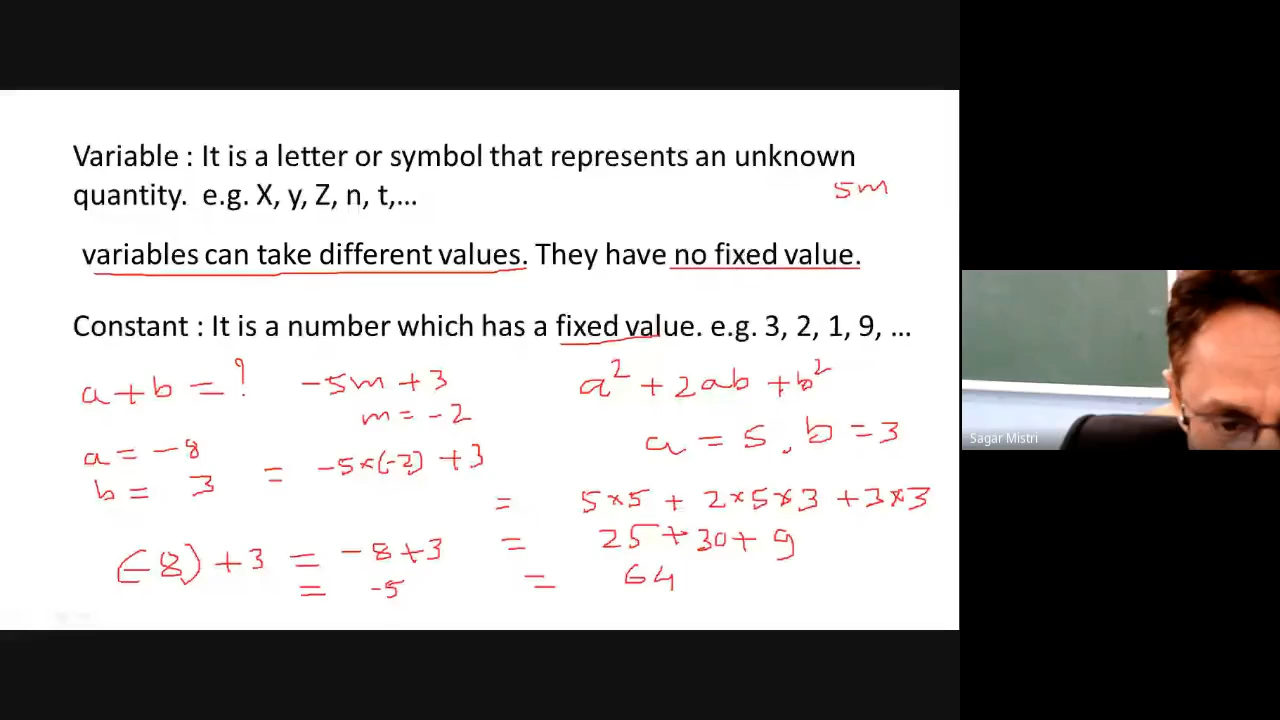 Variable : It is a letter or symbol that represents an unknown
quantity. e.g. X, y, Z, n, t,...
5m
variables can take different values. They have no fixed value.
Constant : It is a number which has a fixed value. e.g. 3, 2, 1, 9, ...
a + b = ?
a = -8
b = 3
(-8) + 3 = -8 + 3
= -5
-5m + 3
m = -2
= -5 × (-2) + 3
a² + 2ab + b²
a = 5, b = 3
= 5×5 + 2×5×3 + 3×3
= 25 + 30 + 9
= 64
Sagar Mistri